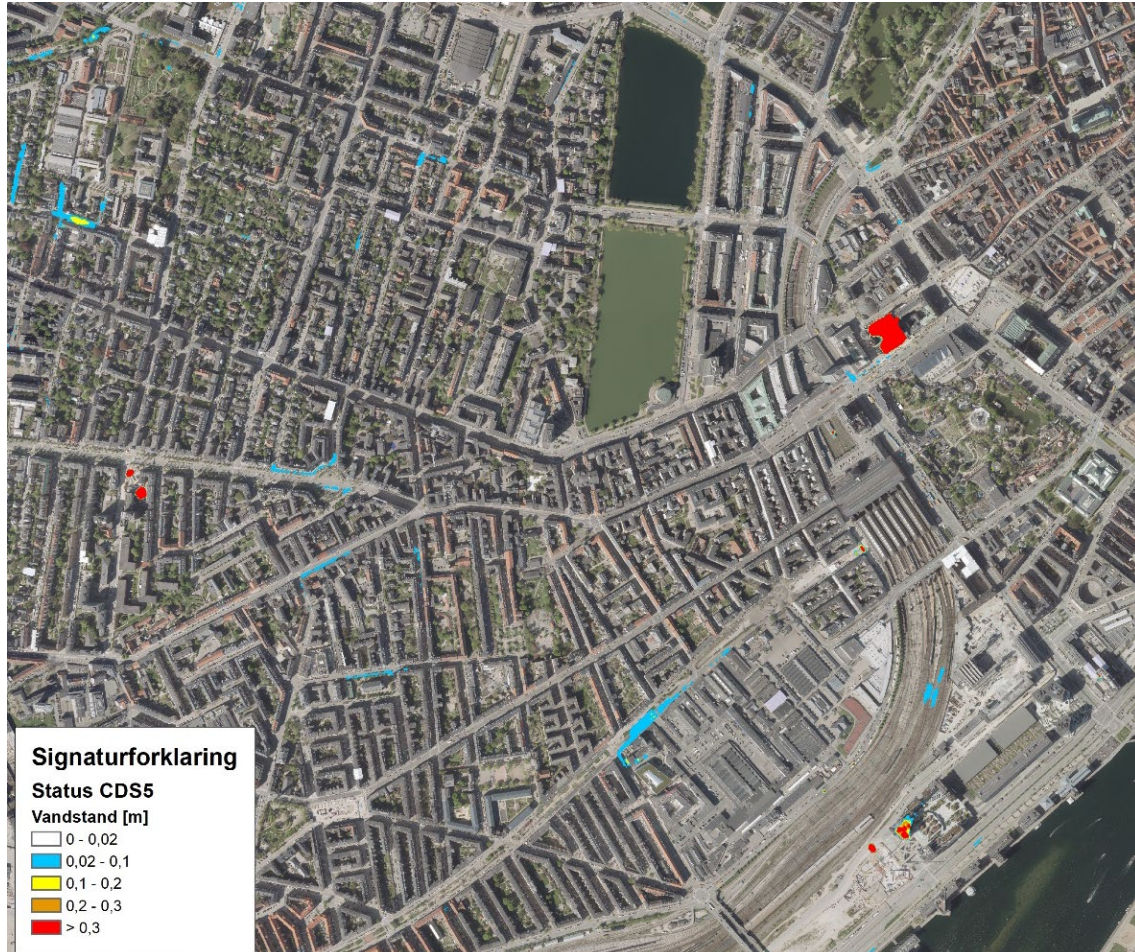 Signaturforklaring
Status CDS5
Vandstand [m]
0 - 0,02
0,02 - 0,1
0,1 - 0,2
0,2 - 0,3
> 0,3